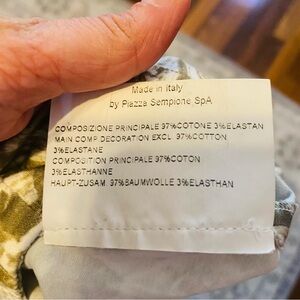 Made in Italy
by Piazza Sempione SpA
COMPOSIZIONE PRINCIPALE 97%COTONE 3%ELASTAN
MAIN COMP.DECORATION EXCL. 97%COTTON
3%ELASTANE
COMPOSITION PRINCIPALE 97%COTON
3%ELASTHANNE
HAUPT-ZUSAM. 97%BAUMWOLLE 3%ELASTHAN